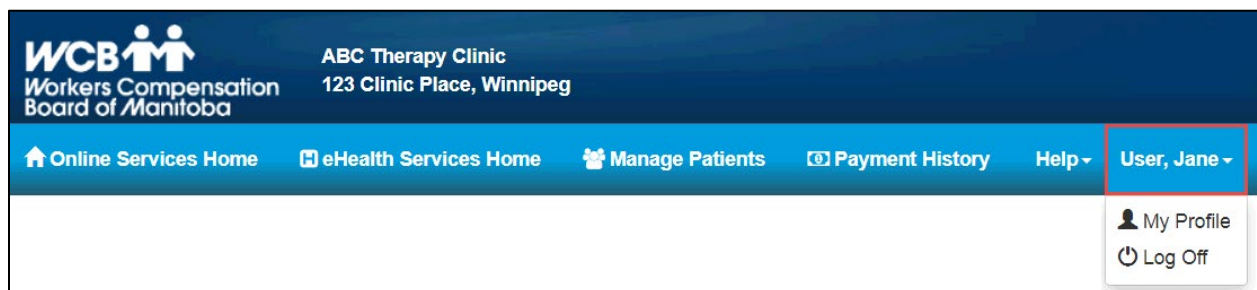 WCB
Workers Compensation
Board of Manitoba
ABC Therapy Clinic
123 Clinic Place, Winnipeg
Online Services Home eHealth Services Home Manage Patients Payment History Help User, Jane
My Profile
Log Off